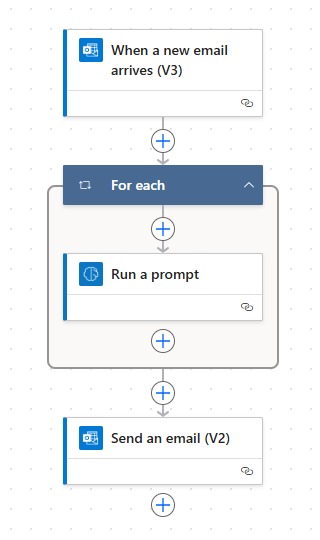 When a new email
arrives (V3)
For each
Run a prompt
Send an email (V2)